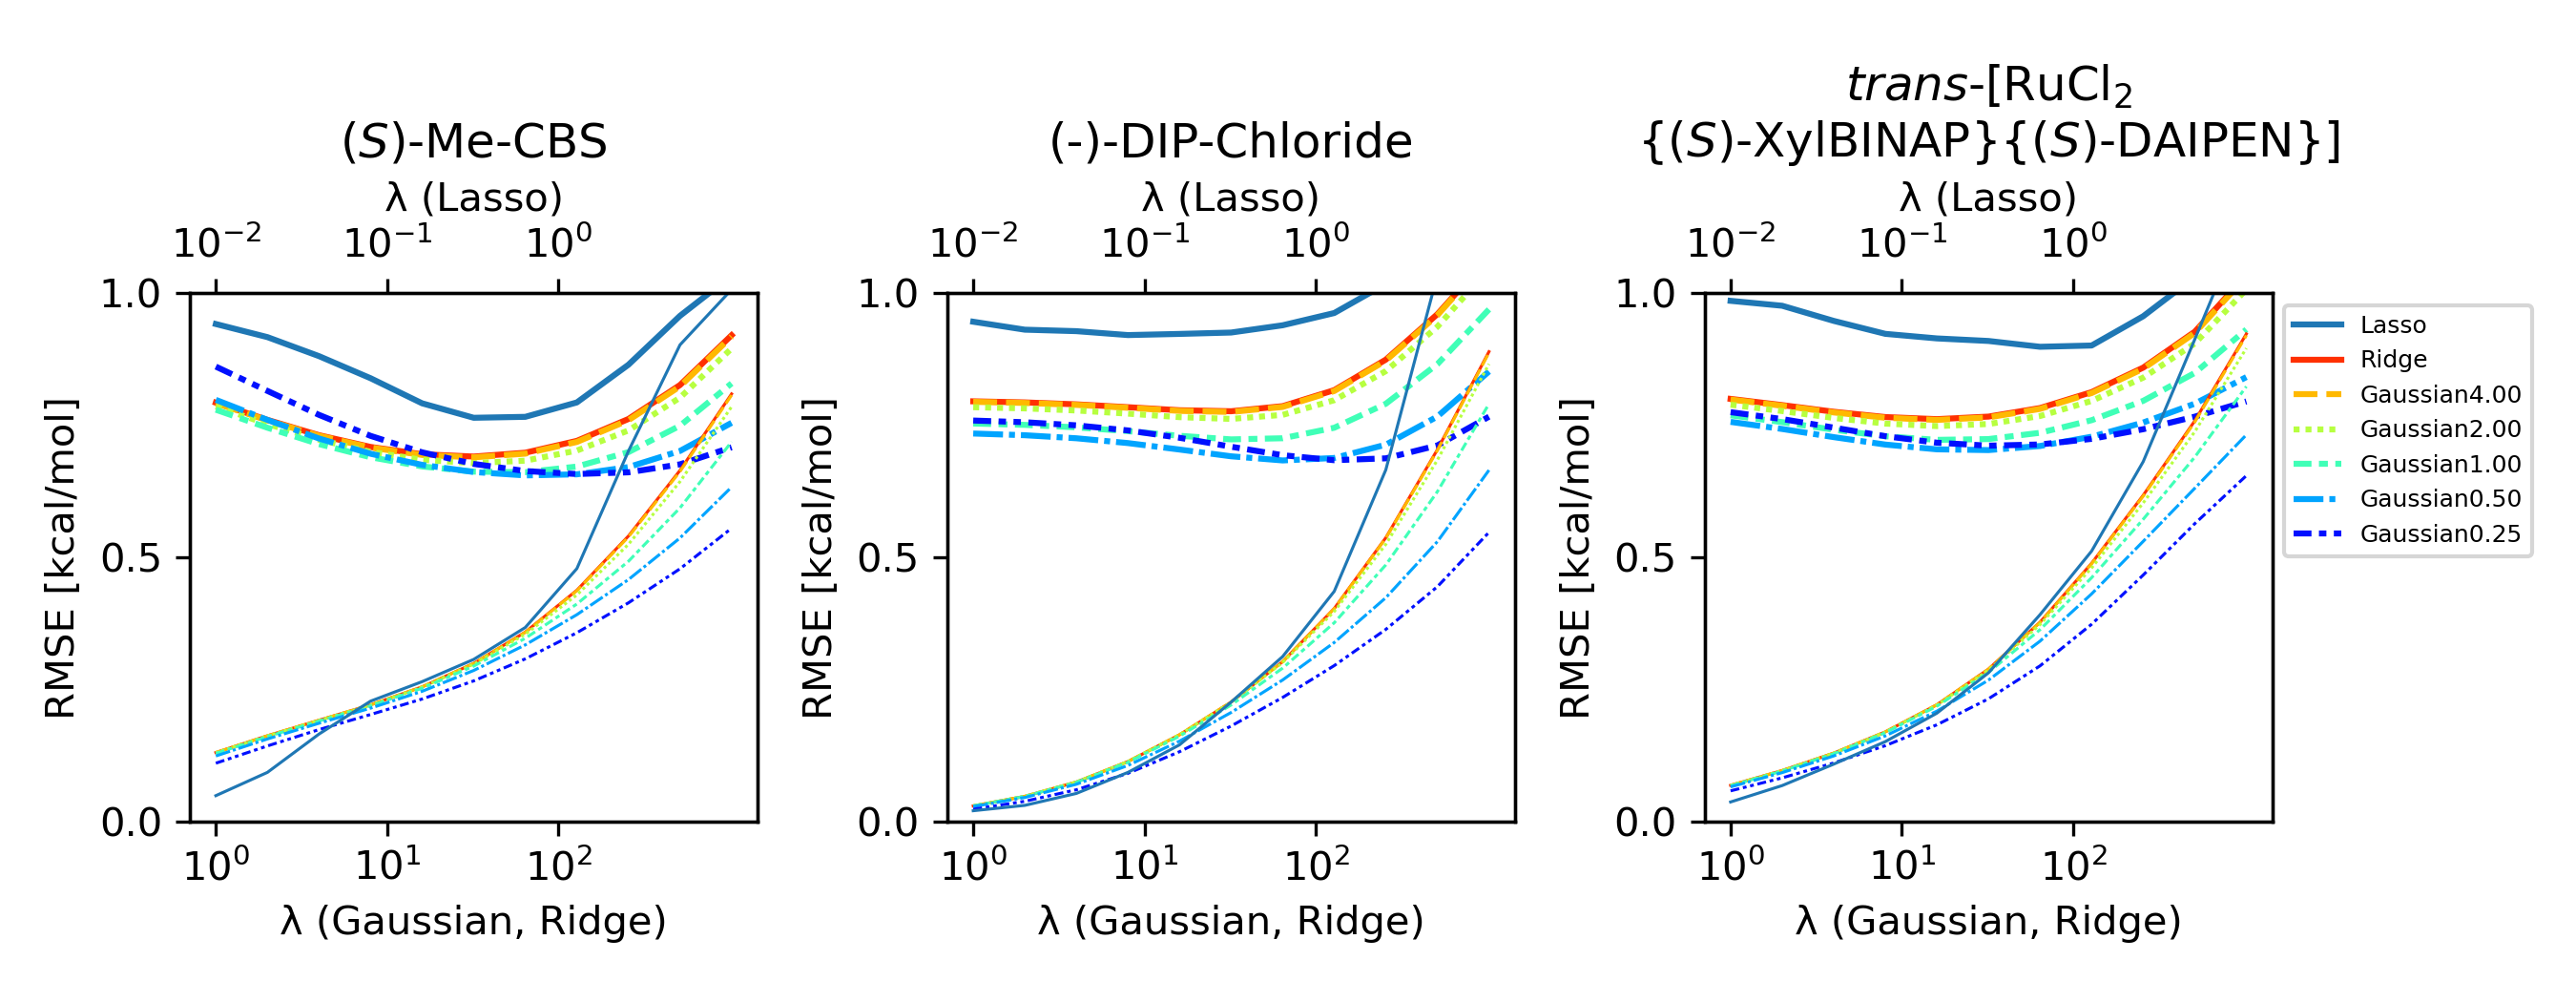 (S)-Me-CBS
λ (Lasso)
10⁻² 10⁻¹ 10⁰
1.0
0.5
0.0
RMSE [kcal/mol]
10⁰ 10¹ 10²
λ (Gaussian, Ridge)
(-)-DIP-Chloride
λ (Lasso)
10⁻² 10⁻¹ 10⁰
1.0
0.5
0.0
RMSE [kcal/mol]
10⁰ 10¹ 10²
λ (Gaussian, Ridge)
trans-[RuCl₂
{(S)-XylBINAP}{(S)-DAIPEN}]
λ (Lasso)
10⁻² 10⁻¹ 10⁰
1.0
0.5
0.0
RMSE [kcal/mol]
10⁰ 10¹ 10²
λ (Gaussian, Ridge)
Lasso
Ridge
Gaussian4.00
Gaussian2.00
Gaussian1.00
Gaussian0.50
Gaussian0.25